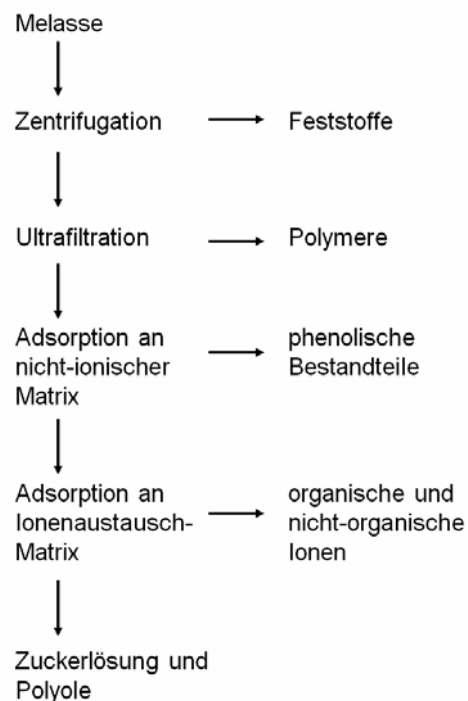 Melasse
Zentrifugation
Feststoffe
Ultrafiltration
Polymere
Adsorption an
nicht-ionischer
Matrix
phenolische
Bestandteile
Adsorption an
Ionenaustausch-
Matrix
organische und
nicht-organische
Ionen
Zuckerlösung und
Polyole